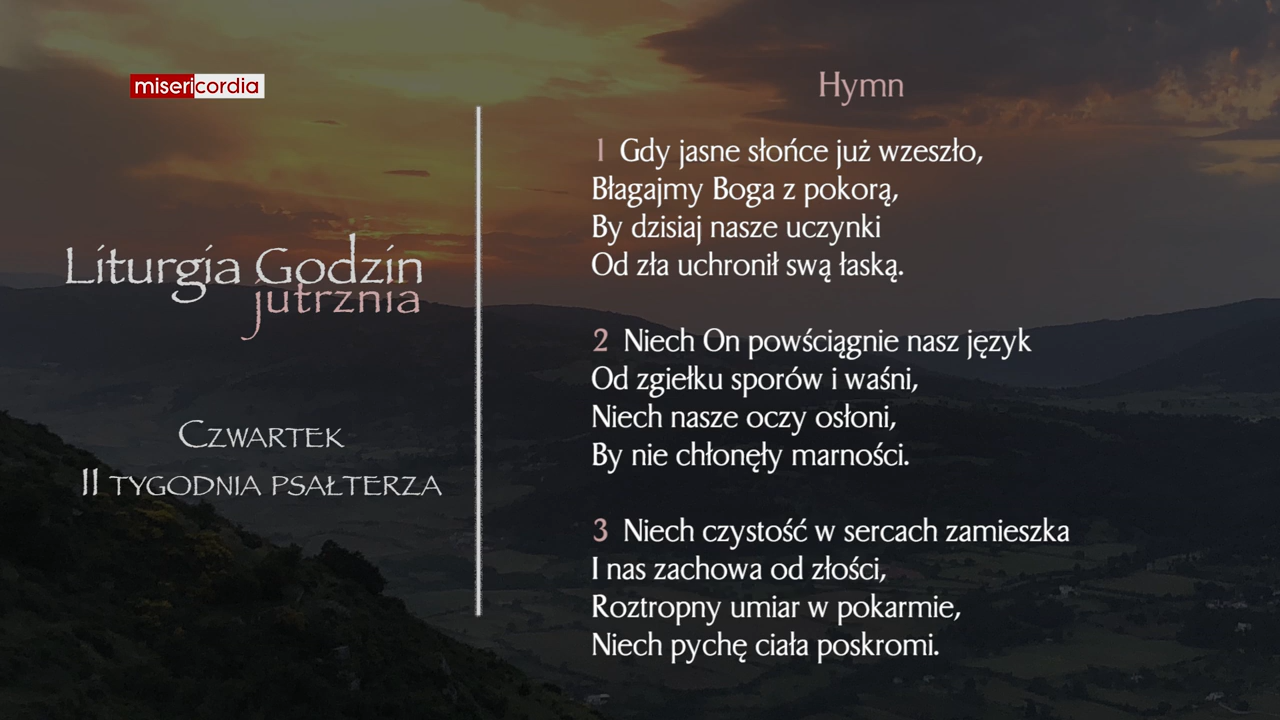 misericordia
Liturgia Godzin
jutrznia
Czwartek
II tygodnia psałterza
Hymn
1 Gdy jasne słońce już wzeszło,
Błagajmy Boga z pokorą,
By dzisiaj nasze uczynki
Od zła uchronił swą łaską.
2 Niech On powściągnie nasz język
Od zgiełku sporów i waśni,
Niech nasze oczy osłoni,
By nie chłonęły marności.
3 Niech czystość w sercach zamieszka
I nas zachowa od złości,
Roztropny umiar w pokarmie,
Niech pychę ciała poskromi.